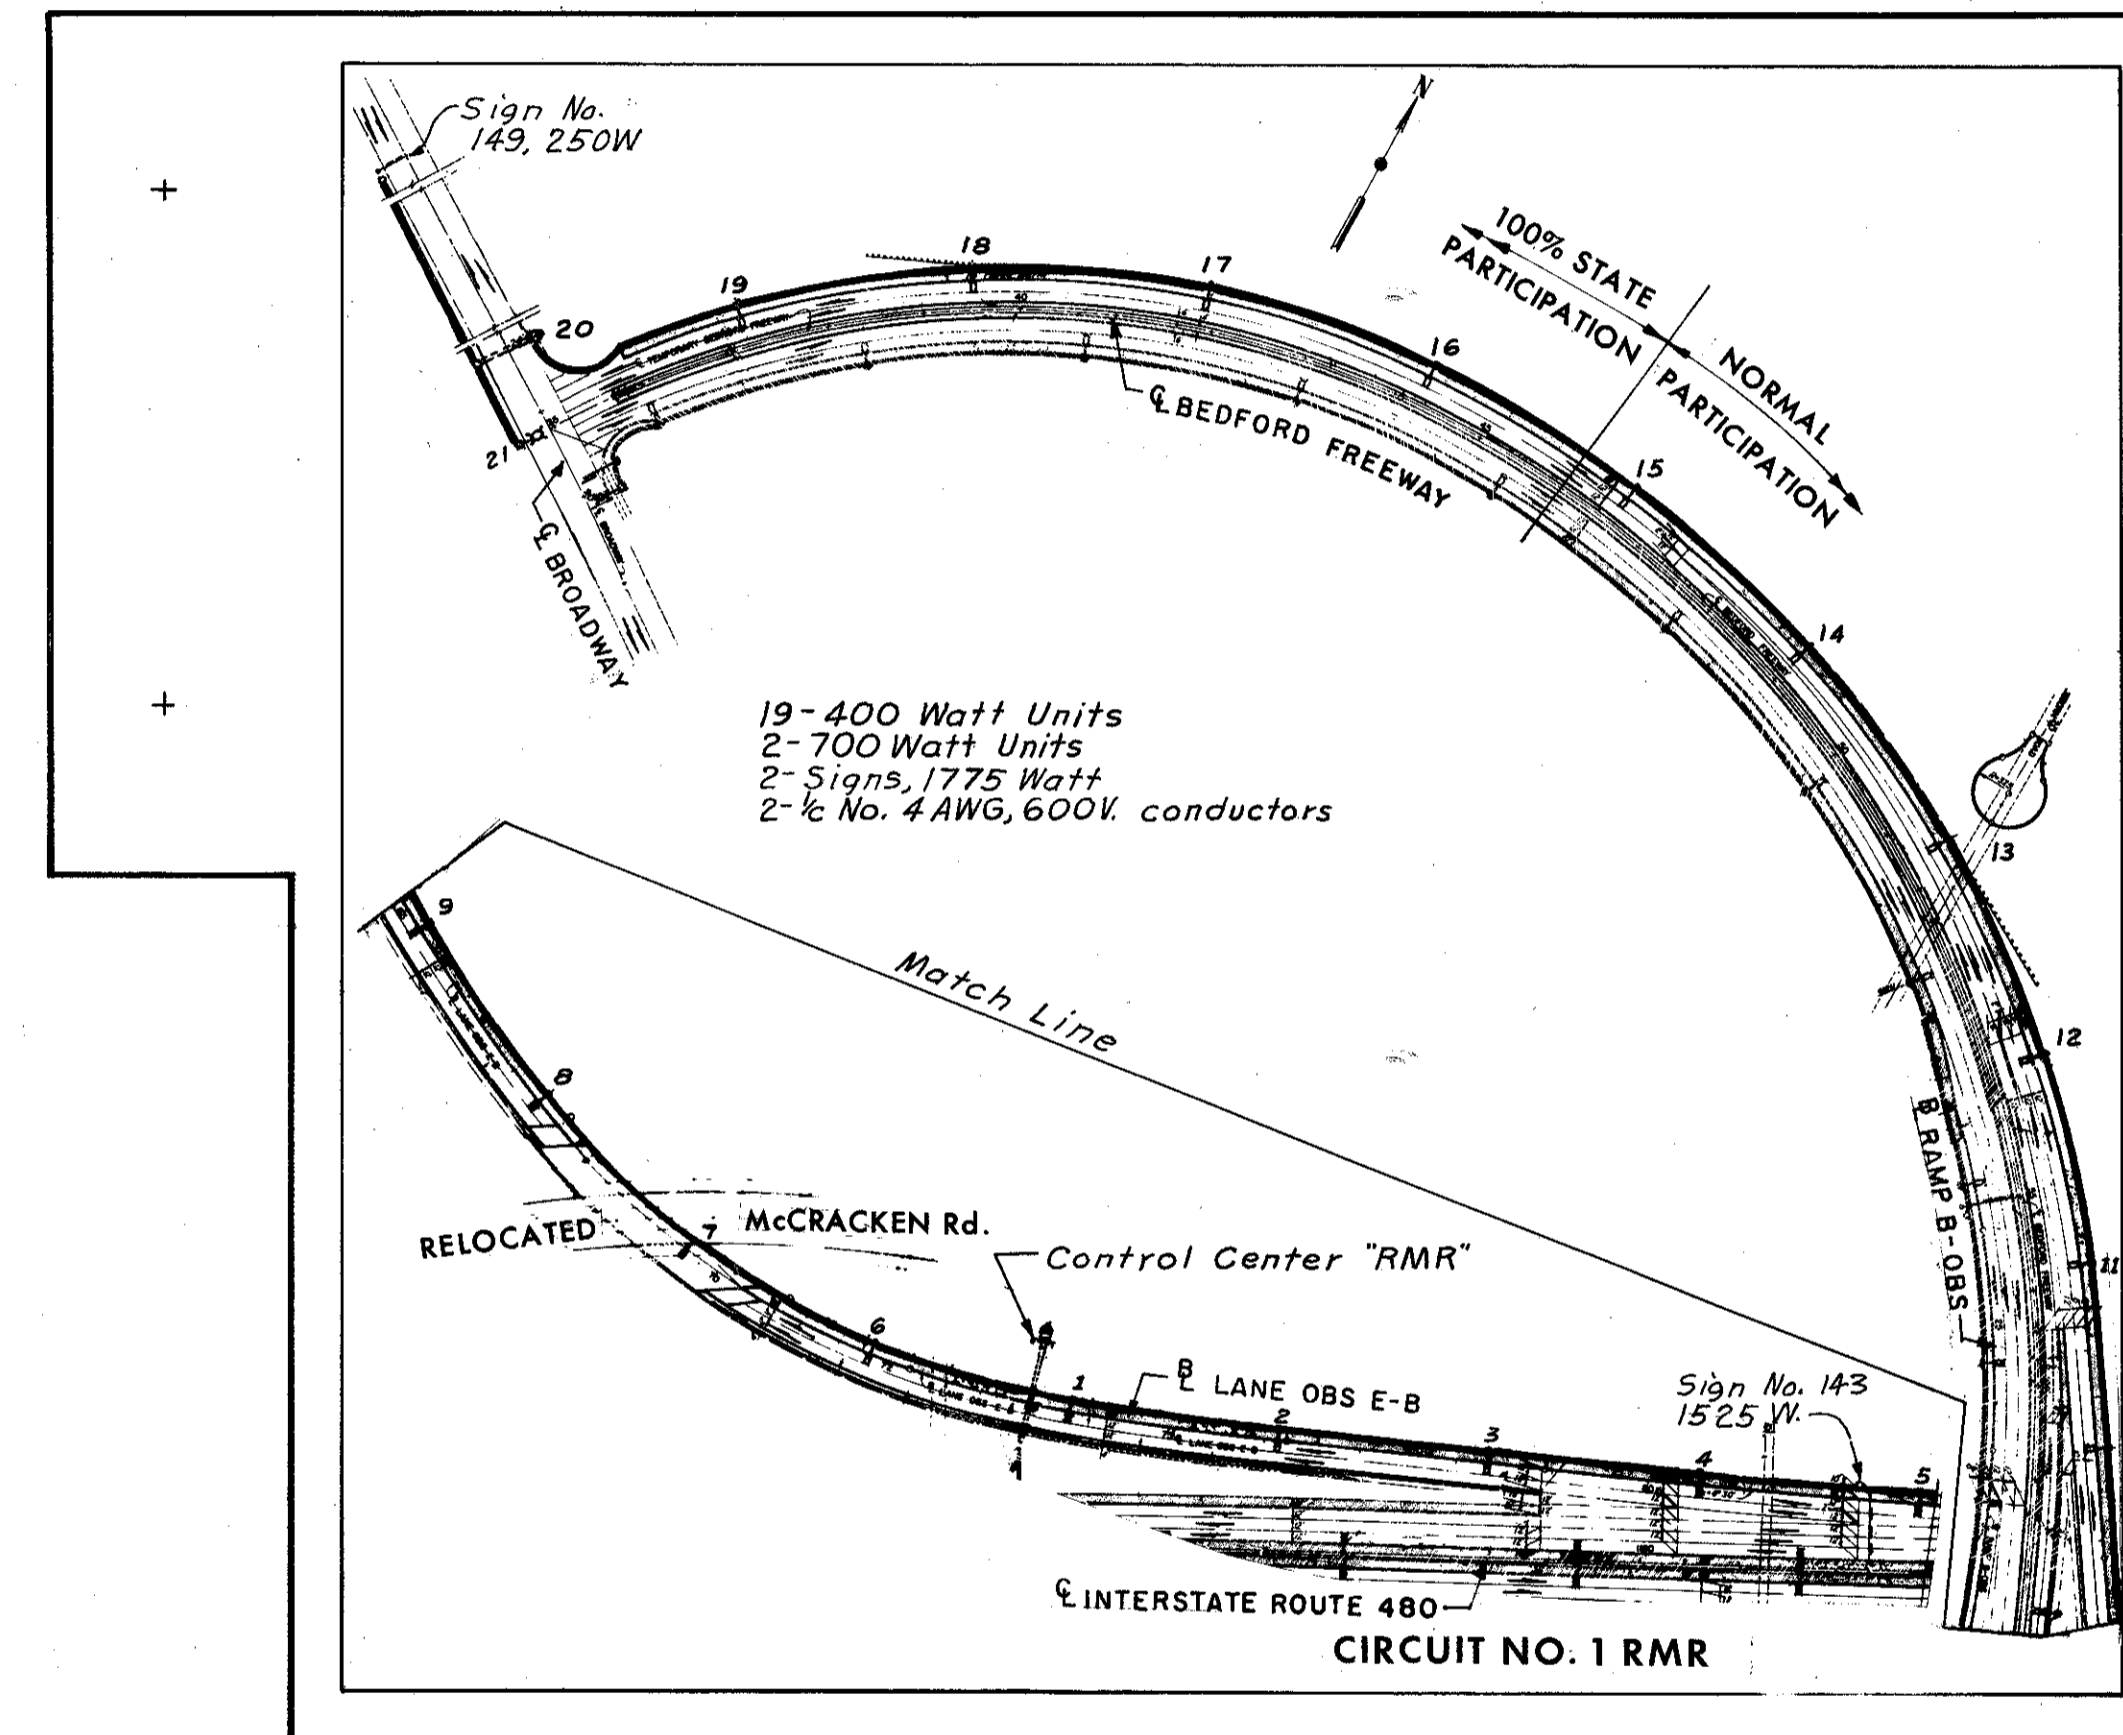 Sign No.
149, 250W
N
100% STATE
PARTICIPATION
NORMAL
PARTICIPATION
18
17
19
20
16
15
21
14
13
12
11
℄ BEDFORD FREEWAY
℄ BROADWAY
19-400 Watt Units
2-700 Watt Units
2-Signs, 1775 Watt
2-1/c No. 4 AWG, 600V. conductors
Match Line
9
8
7
6
1
2
3
4
5
RELOCATED McCRACKEN Rd.
Control Center "RMR"
BL LANE OBS E-B
Sign No. 143
1525 W.
BL RAMP B-OBS
℄ INTERSTATE ROUTE 480
CIRCUIT NO. 1 RMR